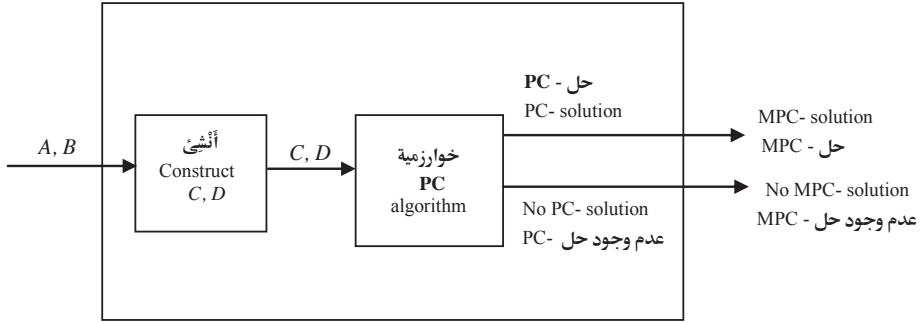 A, B
أَنْشِئ
Construct
C, D
C, D
خوارزمية
PC
algorithm
حل - PC
PC- solution
No PC- solution
عدم وجود حل -PC
MPC- solution
حل - MPC
No MPC- solution
عدم وجود حل - MPC